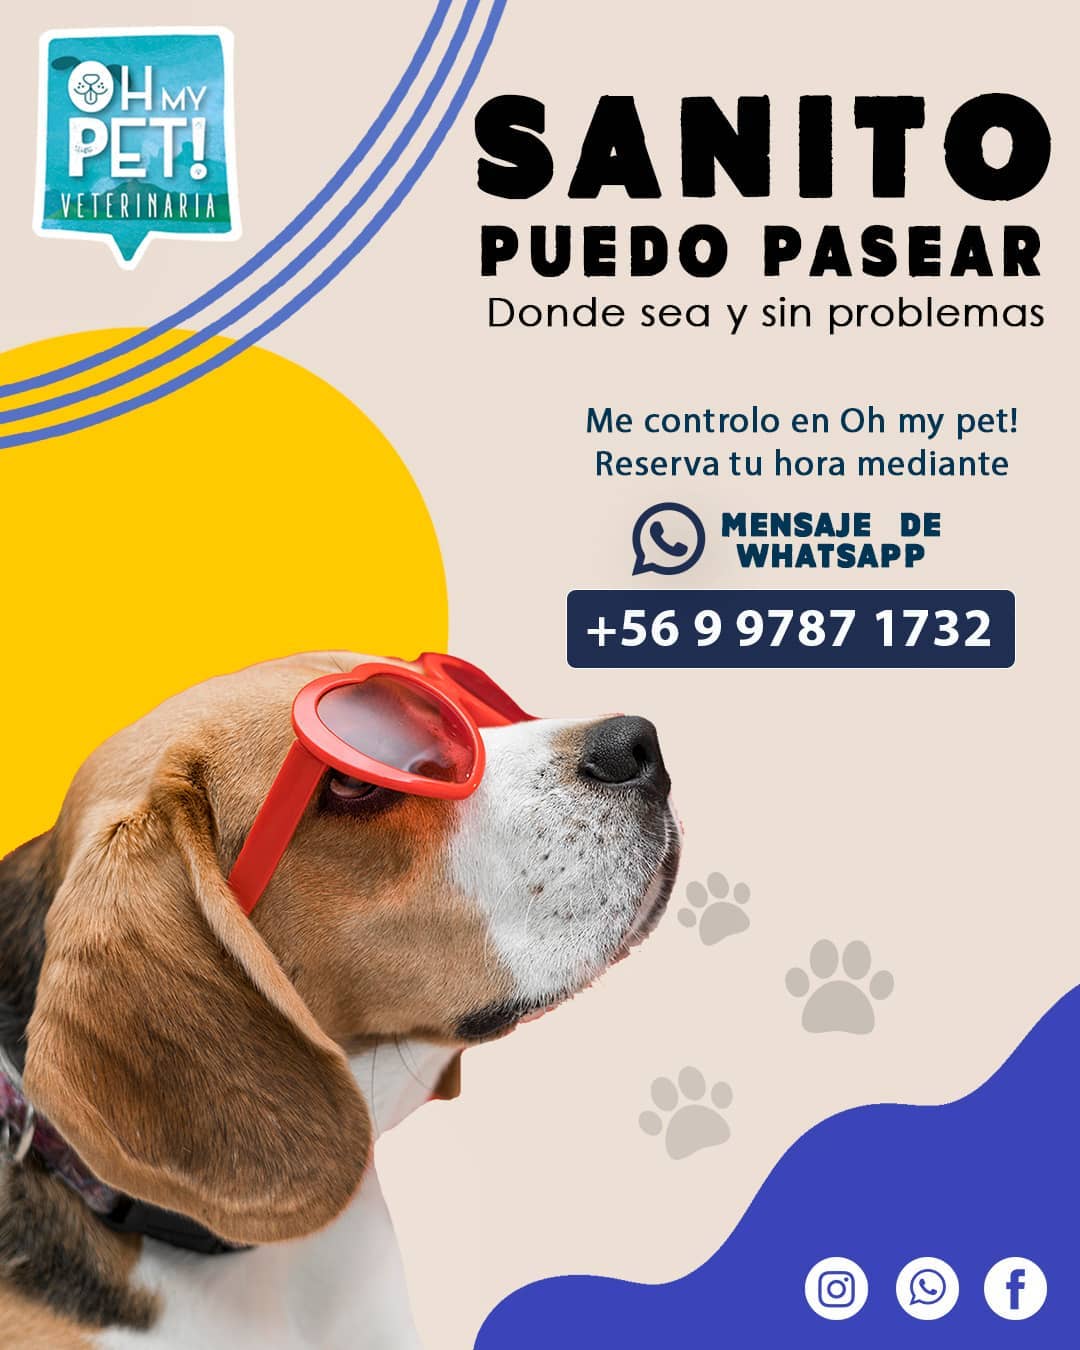 OH MY
PET!
VETERINARIA
SANITO
PUEDO PASEAR
Donde sea y sin problemas
Me controlo en Oh my pet!
Reserva tu hora mediante
MENSAJE DE
WHATSAPP
+56 9 9787 1732